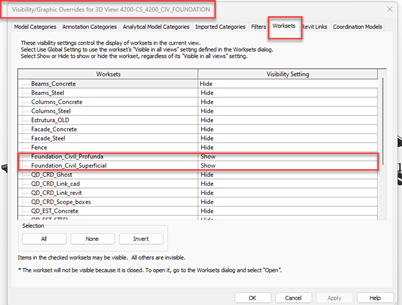 Visibility/Graphic Overrides for 3D View: 4200-CS_4200_CIV_FOUNDATION
Model Categories Annotation Categories Analytical Model Categories Imported Categories Filters Worksets Revit Links Coordination Models
These visibility settings control the display of worksets in the current view.
Select Use Global Setting to use the workset's "Visible in all views" setting defined in the Worksets dialog.
Select Show or Hide to show or hide the workset, regardless of its "Visible in all views" setting.
Worksets Visibility Setting
Beams_Concrete Hide
Beams_Steel Hide
Columns_Concrete Hide
Columns_Steel Hide
Estrutura_OLD Hide
Facade_Concrete Hide
Facade_Steel Hide
Fence Hide
Foundation_Civil_Profunda Show
Foundation_Civil_Superficial Show
QD_CRD_Ghost Hide
QD_CRD_Link_cad Hide
QD_CRD_Link_revit Hide
QD_CRD_Scope_boxes Hide
QD_EST_Concrete Hide
QD_EST_STEEL Hide
Selection
All None Invert
Items in the checked worksets may be visible. All others are invisible.
* The workset will not be visible because it is closed. To open it, go to the Worksets dialog and select "Open".
OK Cancel Apply Help